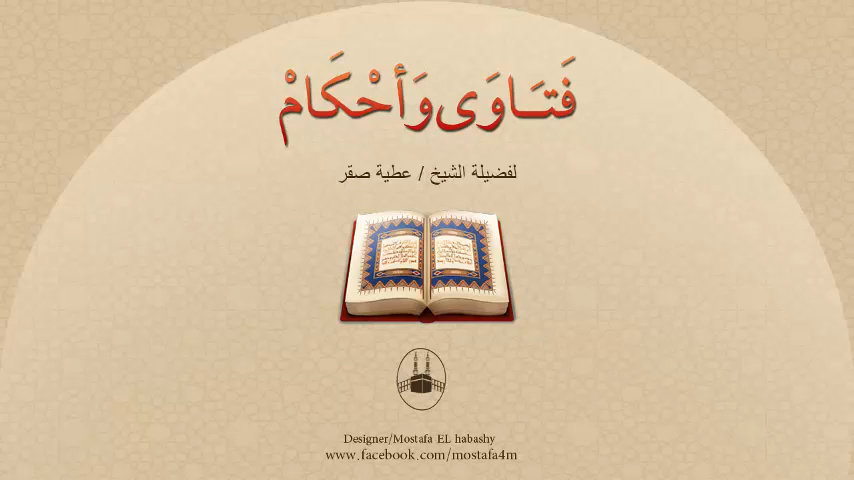 فَتَاوَى وَأَحْكَامْ
لفضيلة الشيخ / عطية صقر
Designer/Mostafa EL habashy
www.facebook.com/mostafa4m